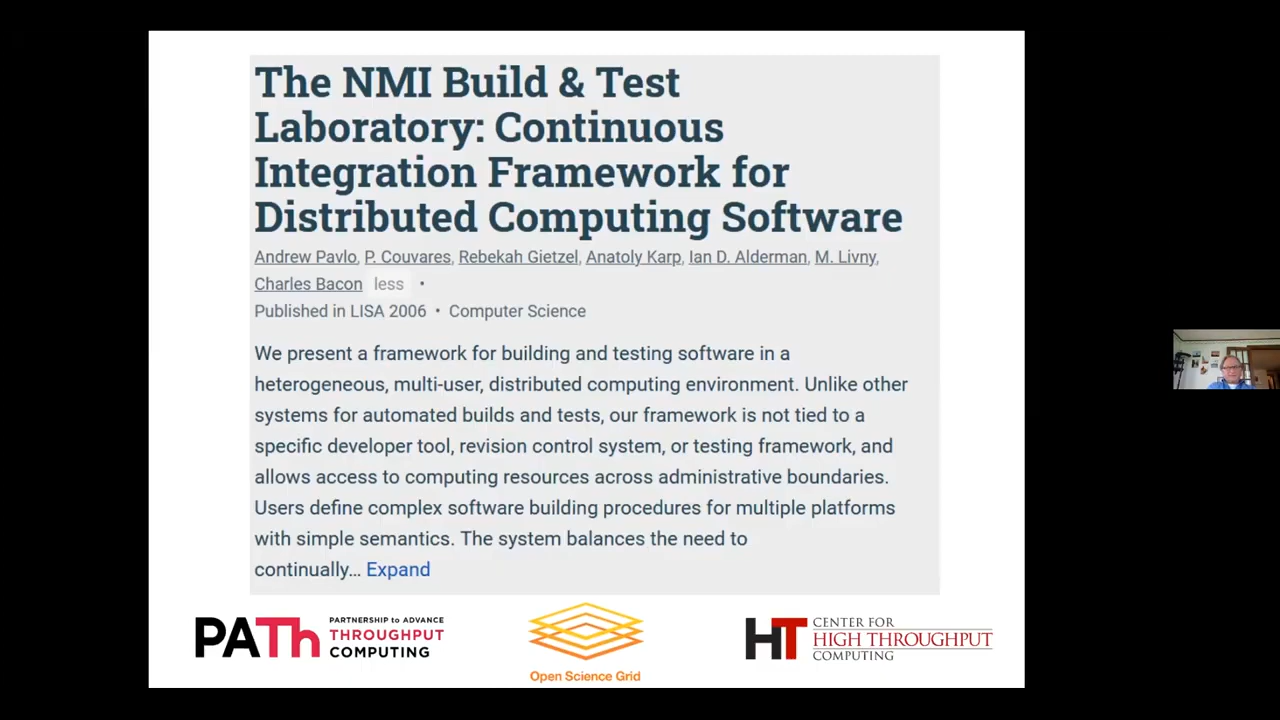 The NMI Build & Test
Laboratory: Continuous
Integration Framework for
Distributed Computing Software
Andrew Pavlo, P. Couvares, Rebekah Gietzel, Anatoly Karp, Ian D. Alderman, M. Livny,
Charles Bacon less •
Published in LISA 2006 • Computer Science
We present a framework for building and testing software in a
heterogeneous, multi-user, distributed computing environment. Unlike other
systems for automated builds and tests, our framework is not tied to a
specific developer tool, revision control system, or testing framework, and
allows access to computing resources across administrative boundaries.
Users define complex software building procedures for multiple platforms
with simple semantics. The system balances the need to
continually... Expand
PATh
PARTNERSHIP to ADVANCE
THROUGHPUT
COMPUTING
Open Science Grid
HT
CENTER FOR
HIGH THROUGHPUT
COMPUTING